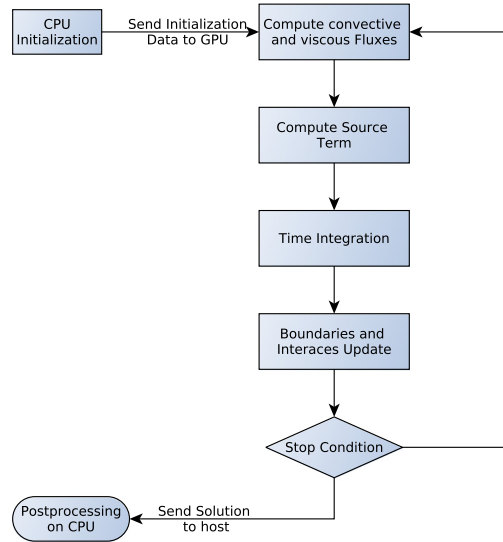 CPU
Initialization
Send Initialization
Data to GPU
Compute convective
and viscous Fluxes
Compute Source
Term
Time Integration
Boundaries and
Interaces Update
Stop Condition
Send Solution
to host
Postprocessing
on CPU